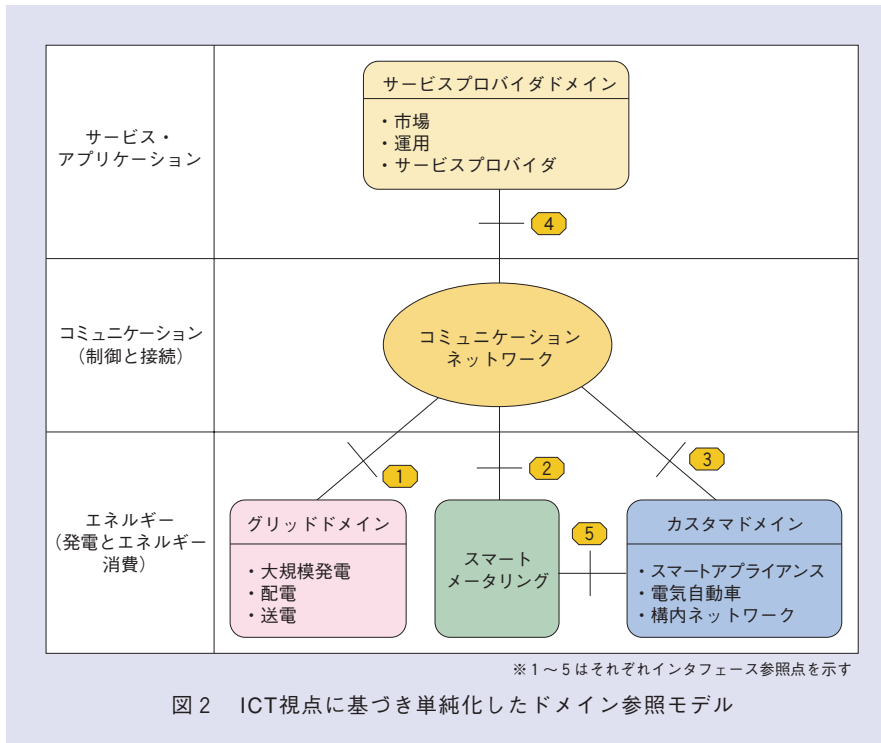 サービス・
アプリケーション
サービスプロバイダドメイン
・市場
・運用
・サービスプロバイダ
4
コミュニケーション
(制御と接続)
コミュニケーション
ネットワーク
エネルギー
(発電とエネルギー
消費)
1
2
3
グリッドドメイン
・大規模発電
・配電
・送電
スマート
メータリング
5
カスタマドメイン
・スマートアプライアンス
・電気自動車
・構内ネットワーク
※1～5はそれぞれインタフェース参照点を示す
図2 ICT視点に基づき単純化したドメイン参照モデル